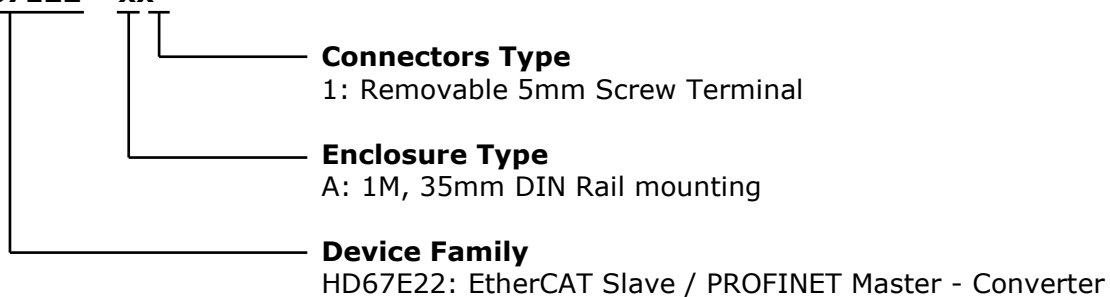 Connectors Type
1: Removable 5mm Screw Terminal
Enclosure Type
A: 1M, 35mm DIN Rail mounting
Device Family
HD67E22: EtherCAT Slave / PROFINET Master - Converter